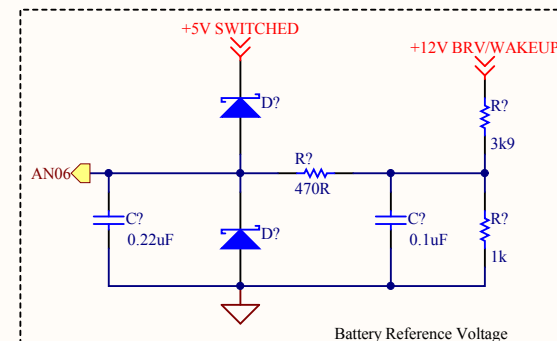 +5V SWITCHED
+12V BRV/WAKEUP
D?
R?
3k9
AN06
R?
470R
C?
0.22uF
D?
C?
0.1uF
R?
1k
Battery Reference Voltage